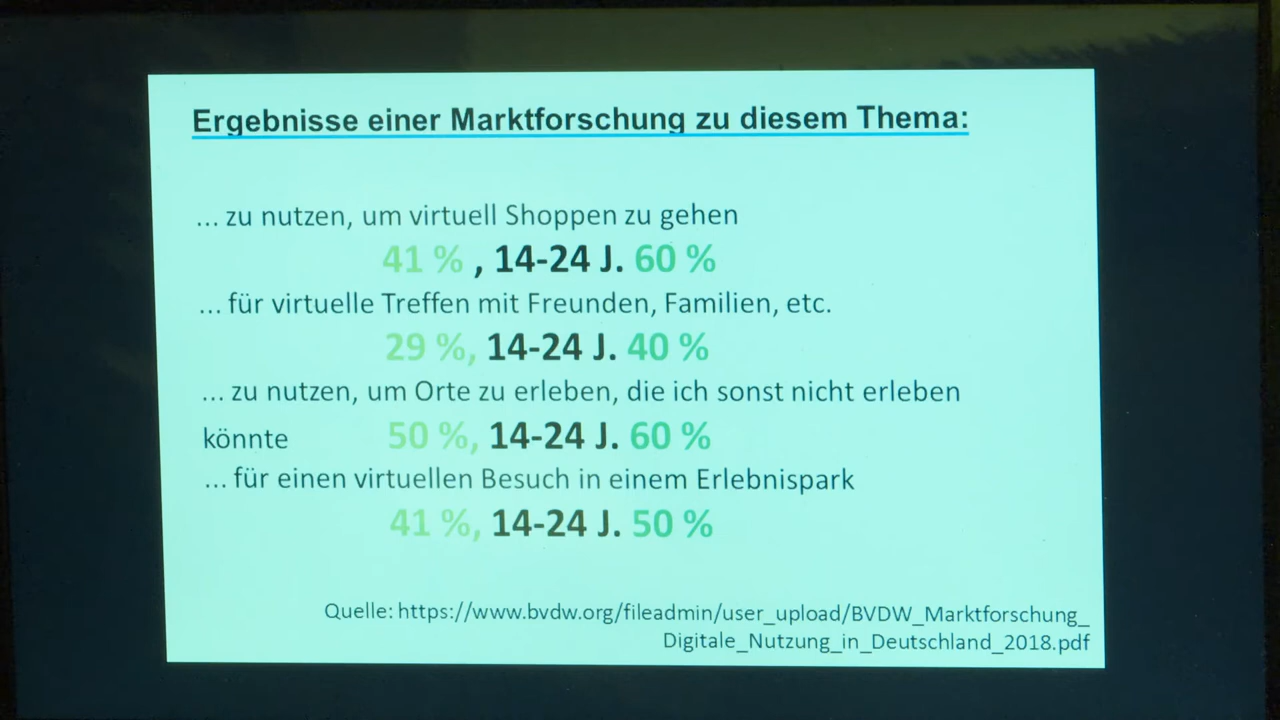 Ergebnisse einer Marktforschung zu diesem Thema:
... zu nutzen, um virtuell Shoppen zu gehen
41 % , 14-24 J. 60 %
... für virtuelle Treffen mit Freunden, Familien, etc.
29 %, 14-24 J. 40 %
... zu nutzen, um Orte zu erleben, die ich sonst nicht erleben
könnte 50 %, 14-24 J. 60 %
... für einen virtuellen Besuch in einem Erlebnispark
41 %, 14-24 J. 50 %
Quelle: https://www.bvdw.org/fileadmin/user_upload/BVDW_Marktforschung_
Digitale_Nutzung_in_Deutschland_2018.pdf